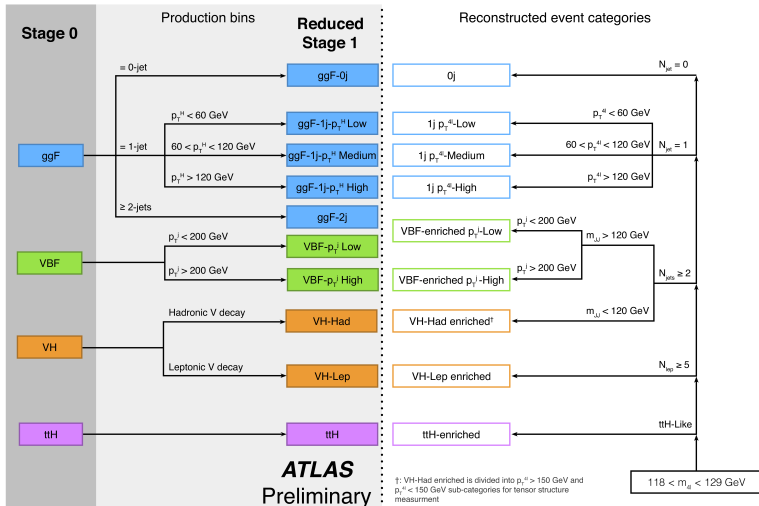 Stage 0
Production bins
Reduced
Stage 1
Reconstructed event categories
ggF
= 0-jet
ggF-0j
= 1-jet
p_T^H < 60 GeV
ggF-1j-p_T^H Low
60 < p_T^H < 120 GeV
ggF-1j-p_T^H Medium
p_T^H > 120 GeV
ggF-1j-p_T^H High
≥ 2-jets
ggF-2j
VBF
p_T^j < 200 GeV
VBF-p_T^j Low
p_T^j > 200 GeV
VBF-p_T^j High
VH
Hadronic V decay
VH-Had
Leptonic V decay
VH-Lep
ttH
ttH
ATLAS
Preliminary
0j
N_jet = 0
1j p_T^4l-Low
p_T^4l < 60 GeV
1j p_T^4l-Medium
60 < p_T^4l < 120 GeV
N_jet = 1
1j p_T^4l-High
p_T^4l > 120 GeV
VBF-enriched p_T^j-Low
p_T^j < 200 GeV
m_JJ > 120 GeV
VBF-enriched p_T^j-High
p_T^j > 200 GeV
N_jets ≥ 2
VH-Had enriched†
m_JJ < 120 GeV
VH-Lep enriched
N_lep ≥ 5
ttH-enriched
ttH-Like
118 < m_4l < 129 GeV
†: VH-Had enriched is divided into p_T^4l > 150 GeV and
p_T^4l < 150 GeV sub-categories for tensor structure
measurment